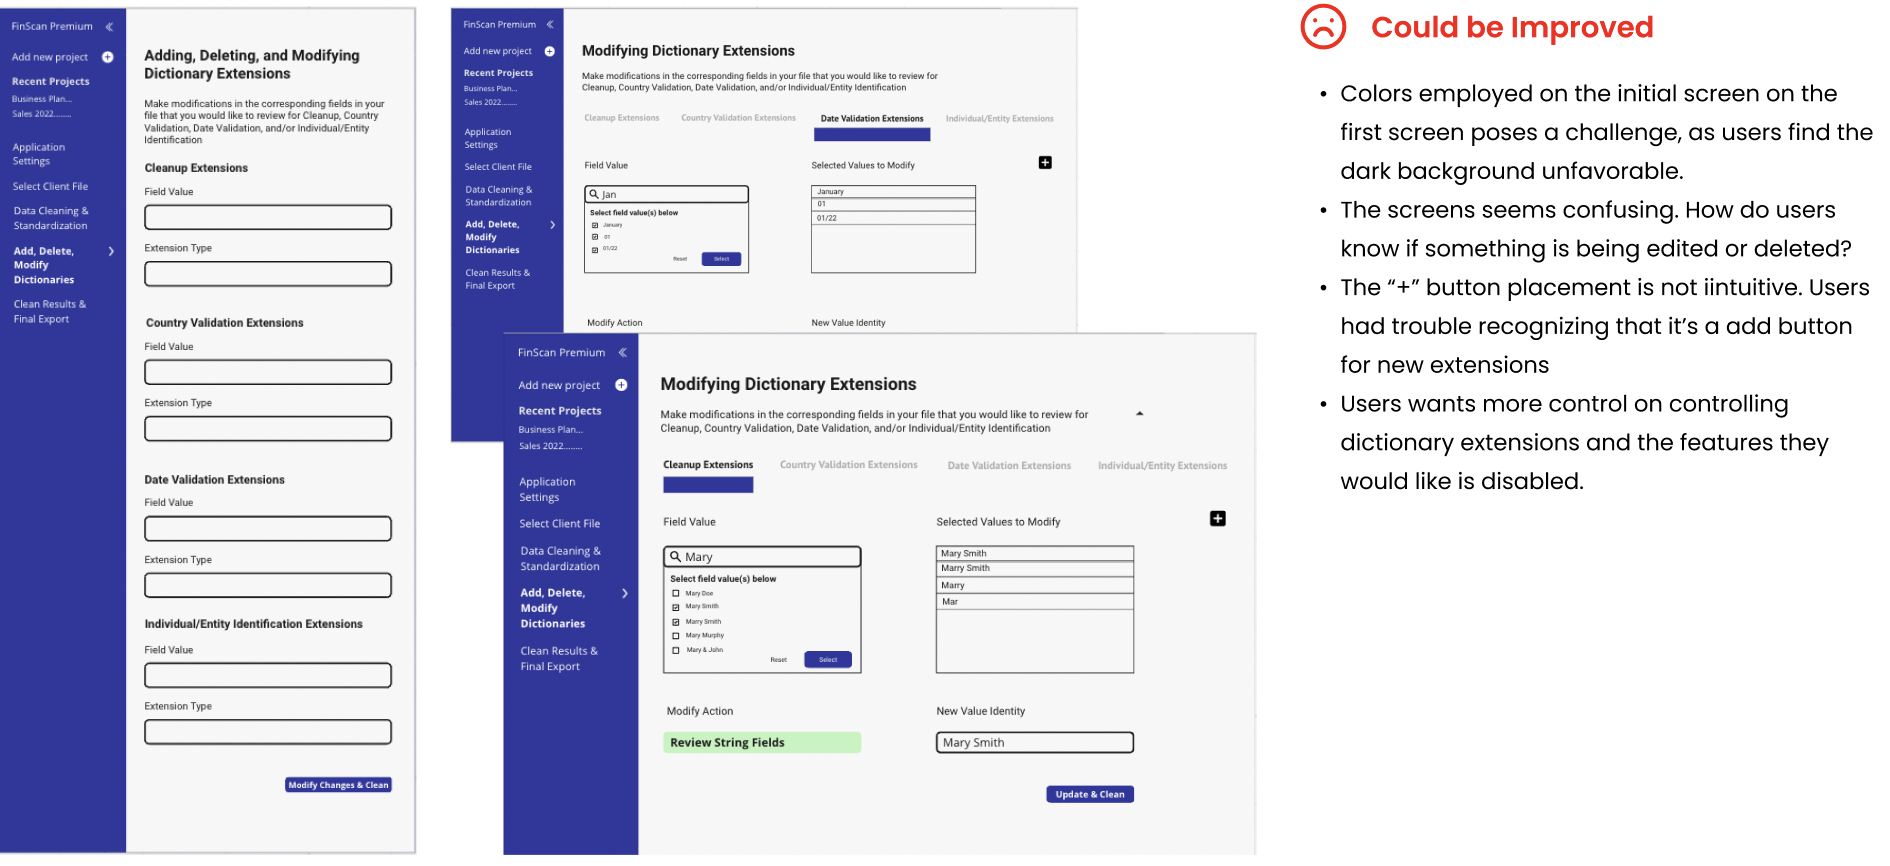 FinScan Premium
Add new project
Recent Projects
Business Plan...
Sales 2022........
Application
Settings
Select Client File
Data Cleaning &
Standardization
Add, Delete,
Modify
Dictionaries
Clean Results &
Final Export
Adding, Deleting, and Modifying
Dictionary Extensions
Make modifications in the corresponding fields in your
file that you would like to review for Cleanup, Country
Validation, Date Validation, and/or Individual/Entity
Identification
Cleanup Extensions
Field Value
Extension Type
Country Validation Extensions
Field Value
Extension Type
Date Validation Extensions
Field Value
Extension Type
Individual/Entity Identification Extensions
Field Value
Extension Type
Modify Changes & Clean
FinScan Premium
Add new project
Recent Projects
Business Plan...
Sales 2022........
Application
Settings
Select Client File
Data Cleaning &
Standardization
Add, Delete,
Modify
Dictionaries
Clean Results &
Final Export
Modifying Dictionary Extensions
Make modifications in the corresponding fields in your file that you would like to review for
Cleanup, Country Validation, Date Validation, and/or Individual/Entity Identification
Cleanup Extensions Country Validation Extensions Date Validation Extensions Individual/Entity Extensions
Field Value
Jan
Select field value(s) below
January
01
01/22
Reset Select
Selected Values to Modify
January
01
01/22
Modify Action
New Value Identity
FinScan Premium
Add new project
Recent Projects
Business Plan...
Sales 2022........
Application
Settings
Select Client File
Data Cleaning &
Standardization
Add, Delete,
Modify
Dictionaries
Clean Results &
Final Export
Modifying Dictionary Extensions
Make modifications in the corresponding fields in your file that you would like to review for
Cleanup, Country Validation, Date Validation, and/or Individual/Entity Identification
Cleanup Extensions Country Validation Extensions Date Validation Extensions Individual/Entity Extensions
Field Value
Mary
Select field value(s) below
Mary Doe
Mary Smith
Marry Smith
Mary Murphy
Mary & John
Reset Select
Selected Values to Modify
Mary Smith
Marry Smith
Marry
Mar
Modify Action
Review String Fields
New Value Identity
Mary Smith
Update & Clean
Could be Improved
• Colors employed on the initial screen on the
first screen poses a challenge, as users find the
dark background unfavorable.
• The screens seems confusing. How do users
know if something is being edited or deleted?
• The “+” button placement is not iintuitive. Users
had trouble recognizing that it’s a add button
for new extensions
• Users wants more control on controlling
dictionary extensions and the features they
would like is disabled.